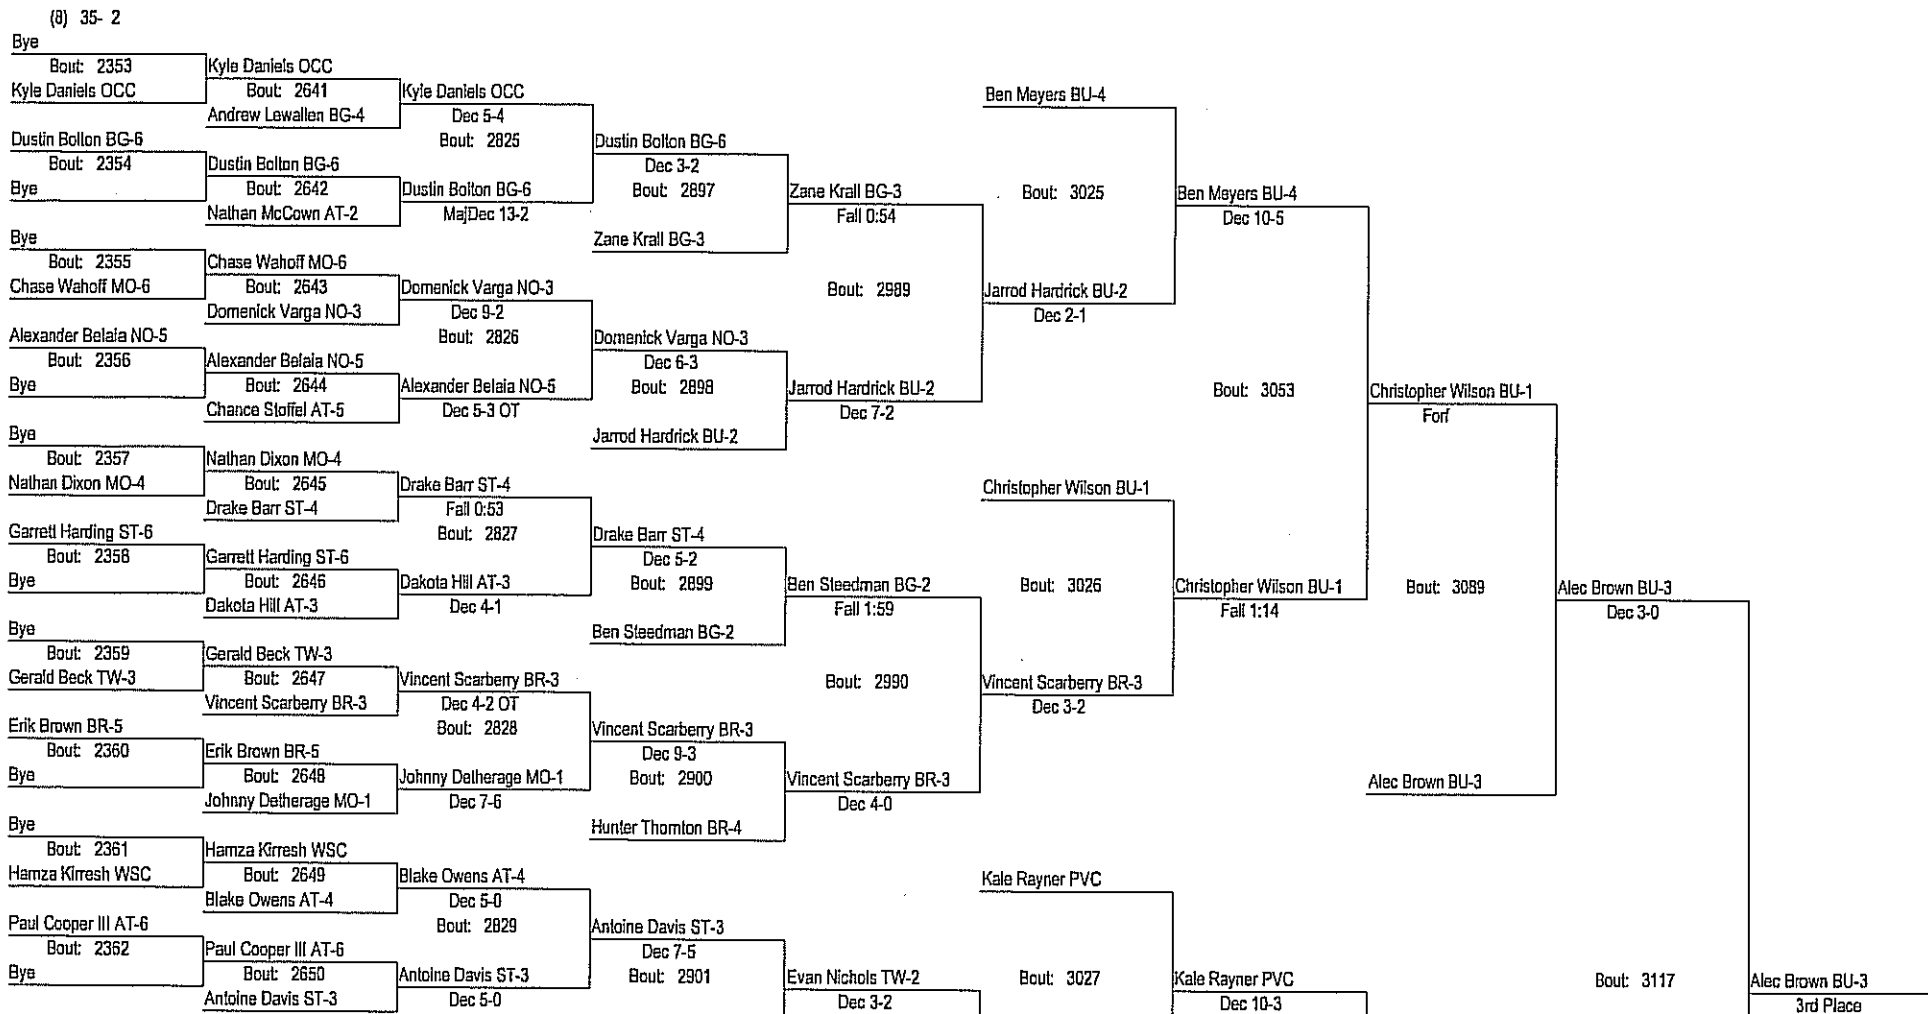 (8) 35- 2
Bye
Bout: 2353
Kyle Daniels OCC
Dustin Bolton BG-6
Bout: 2354
Bye
Bye
Bout: 2355
Chase Wahoff MO-6
Alexander Belaia NO-5
Bout: 2356
Bye
Bye
Bout: 2357
Nathan Dixon MO-4
Garrett Harding ST-6
Bout: 2358
Bye
Bye
Bout: 2359
Gerald Beck TW-3
Erik Brown BR-5
Bout: 2360
Bye
Bye
Bout: 2361
Hamza Kirresh WSC
Paul Cooper III AT-6
Bout: 2362
Bye
Kyle Daniels OCC
Bout: 2641
Andrew Lewallen BG-4
Dustin Bolton BG-6
Bout: 2642
Nathan McCown AT-2
Chase Wahoff MO-6
Bout: 2643
Domenick Varga NO-3
Alexander Belaia NO-5
Bout: 2644
Chance Stoffel AT-5
Nathan Dixon MO-4
Bout: 2645
Drake Barr ST-4
Garrett Harding ST-6
Bout: 2646
Dakota Hill AT-3
Gerald Beck TW-3
Bout: 2647
Vincent Scarberry BR-3
Erik Brown BR-5
Bout: 2648
Johnny Detherage MO-1
Hamza Kirresh WSC
Bout: 2649
Blake Owens AT-4
Paul Cooper III AT-6
Bout: 2650
Antoine Davis ST-3
Kyle Daniels OCC
Dec 5-4
Bout: 2825
Dustin Bolton BG-6
MajDec 13-2
Domenick Varga NO-3
Dec 9-2
Bout: 2826
Alexander Belaia NO-5
Dec 5-3 OT
Drake Barr ST-4
Fall 0:53
Bout: 2827
Dakota Hill AT-3
Dec 4-1
Vincent Scarberry BR-3
Dec 4-2 OT
Bout: 2828
Johnny Detherage MO-1
Dec 7-6
Blake Owens AT-4
Dec 5-0
Bout: 2829
Antoine Davis ST-3
Dec 5-0
Dustin Bolton BG-6
Dec 3-2
Bout: 2897
Zane Krall BG-3
Domenick Varga NO-3
Dec 6-3
Bout: 2898
Jarrod Hardrick BU-2
Drake Barr ST-4
Dec 5-2
Bout: 2899
Ben Steedman BG-2
Vincent Scarberry BR-3
Dec 9-3
Bout: 2900
Hunter Thornton BR-4
Antoine Davis ST-3
Dec 7-5
Bout: 2901
Zane Krall BG-3
Fall 0:54
Bout: 2989
Jarrod Hardrick BU-2
Dec 7-2
Ben Steedman BG-2
Fall 1:59
Bout: 2990
Vincent Scarberry BR-3
Dec 4-0
Evan Nichols TW-2
Dec 3-2
Ben Meyers BU-4
Bout: 3025
Jarrod Hardrick BU-2
Dec 2-1
Christopher Wilson BU-1
Bout: 3026
Vincent Scarberry BR-3
Dec 3-2
Kale Rayner PVC
Bout: 3027
Ben Meyers BU-4
Dec 10-5
Bout: 3053
Christopher Wilson BU-1
Fall 1:14
Kale Rayner PVC
Dec 10-3
Christopher Wilson BU-1
Forf
Bout: 3089
Alec Brown BU-3
Alec Brown BU-3
Dec 3-0
Bout: 3117
Alec Brown BU-3
3rd Place